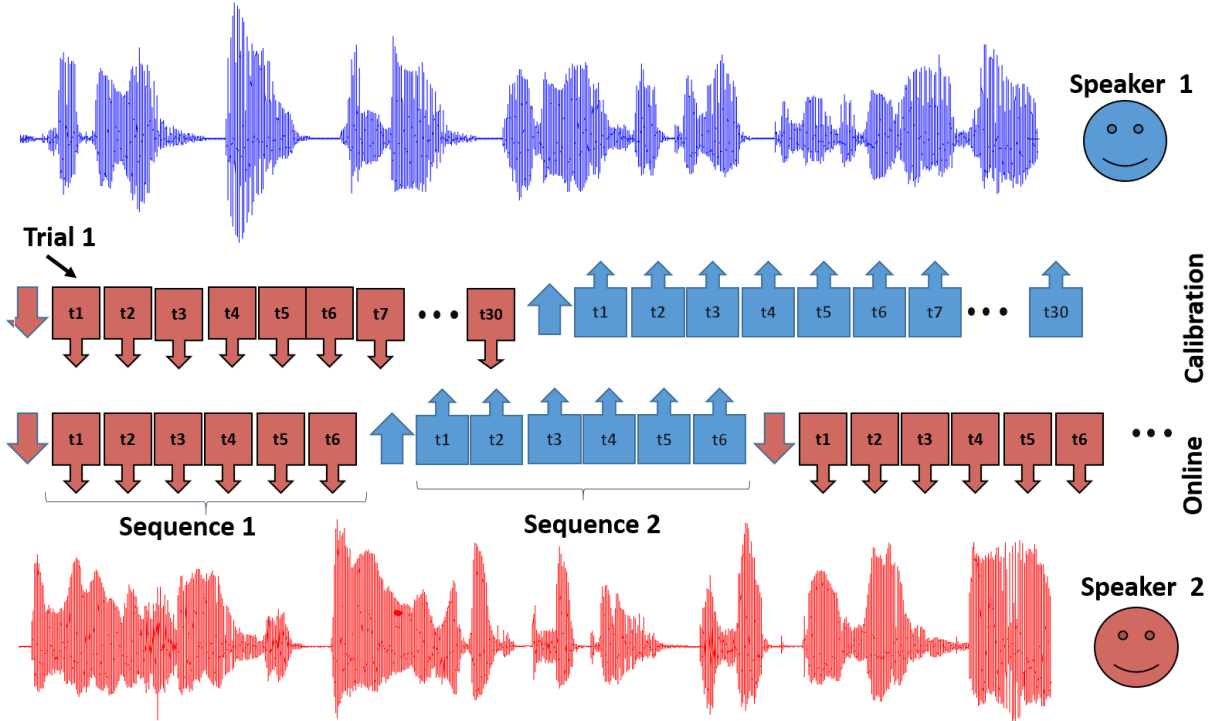 Speaker 1
Trial 1
t1 t2 t3 t4 t5 t6 t7 ••• t30 t1 t2 t3 t4 t5 t6 t7 ••• t30
Calibration
t1 t2 t3 t4 t5 t6 t1 t2 t3 t4 t5 t6 t1 t2 t3 t4 t5 t6 •••
Online
Sequence 1 Sequence 2
Speaker 2